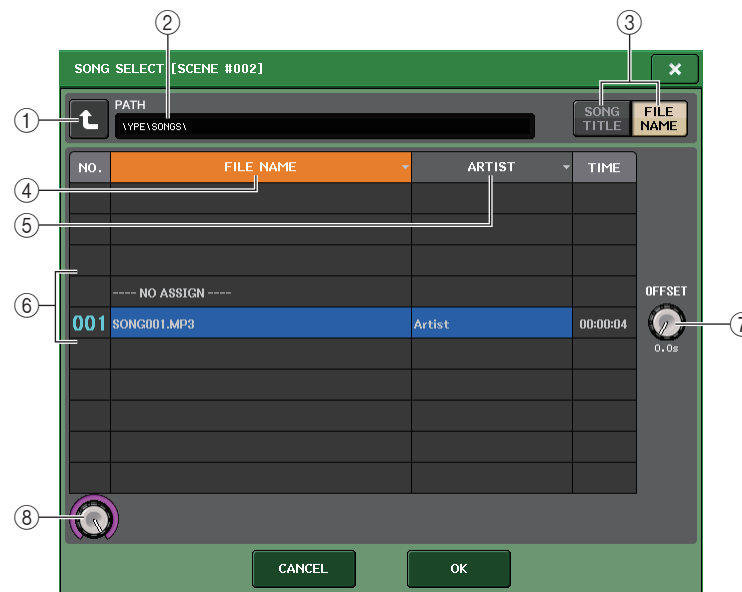 ② ③
SONG SELECT [SCENE #002]
①
PATH
\YPE\SONGS\
SONG TITLE
FILE NAME
NO. FILE NAME ARTIST TIME
④
⑤
⑥
---- NO ASSIGN ----
OFFSET
001 SONG001.MP3 Artist 00:00:04
⑦
0.0s
⑧
CANCEL OK